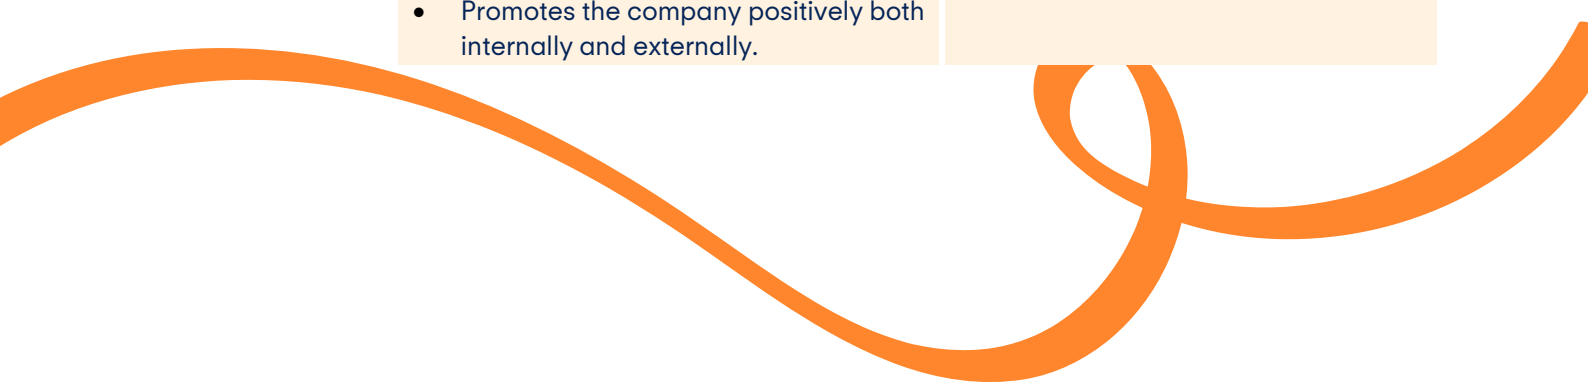 • Promotes the company positively both
internally and externally.